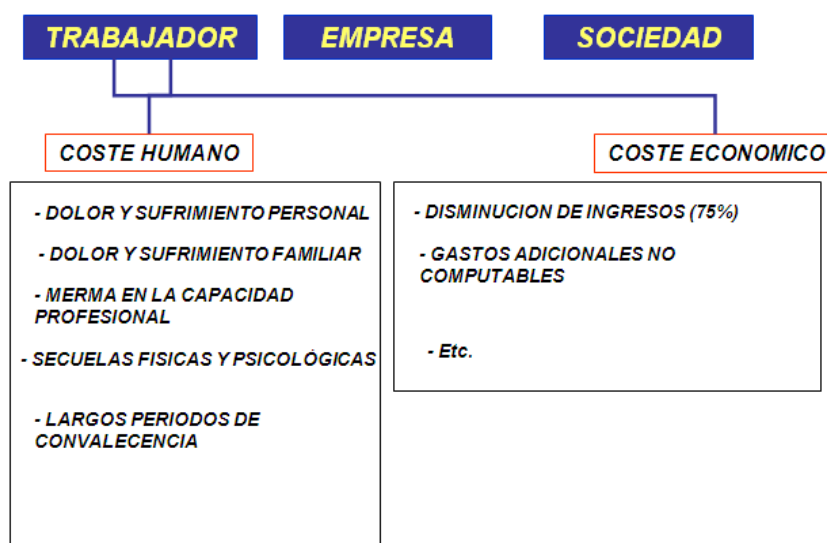 TRABAJADOR
EMPRESA
SOCIEDAD
COSTE HUMANO
COSTE ECONOMICO
- DOLOR Y SUFRIMIENTO PERSONAL
- DOLOR Y SUFRIMIENTO FAMILIAR
- MERMA EN LA CAPACIDAD
PROFESIONAL
- SECUELAS FISICAS Y PSICOLÓGICAS
- LARGOS PERIODOS DE
CONVALECENCIA
- DISMINUCION DE INGRESOS (75%)
- GASTOS ADICIONALES NO
COMPUTABLES
- Etc.